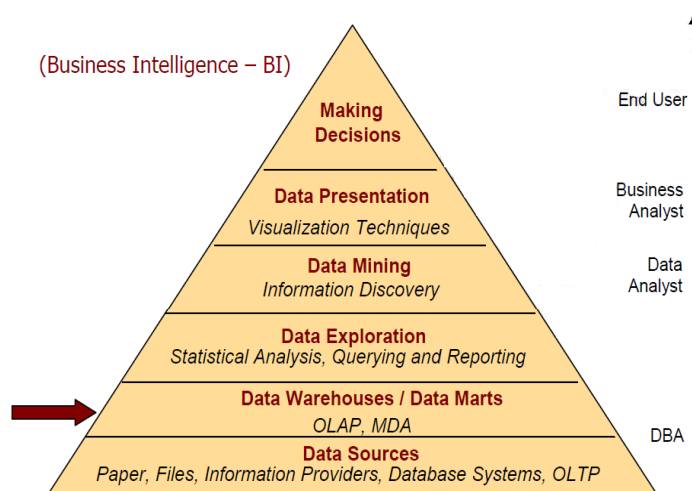 (Business Intelligence – BI)
Making
Decisions
End User
Data Presentation
Visualization Techniques
Business
Analyst
Data Mining
Information Discovery
Data
Analyst
Data Exploration
Statistical Analysis, Querying and Reporting
Data Warehouses / Data Marts
OLAP, MDA
DBA
Data Sources
Paper, Files, Information Providers, Database Systems, OLTP